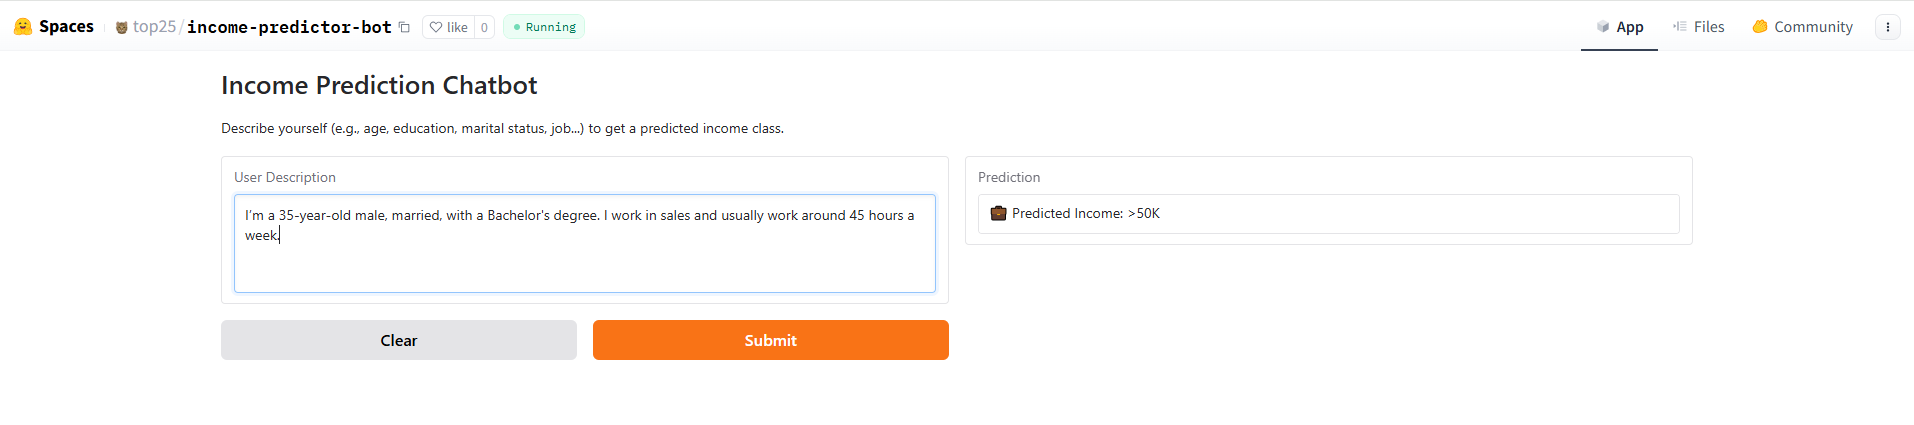 Spaces top25/income-predictor-bot like 0 Running App Files Community
Income Prediction Chatbot
Describe yourself (e.g., age, education, marital status, job...) to get a predicted income class.
User Description
I'm a 35-year-old male, married, with a Bachelor's degree. I work in sales and usually work around 45 hours a
week.
Prediction
💼 Predicted Income: >50K
Clear Submit